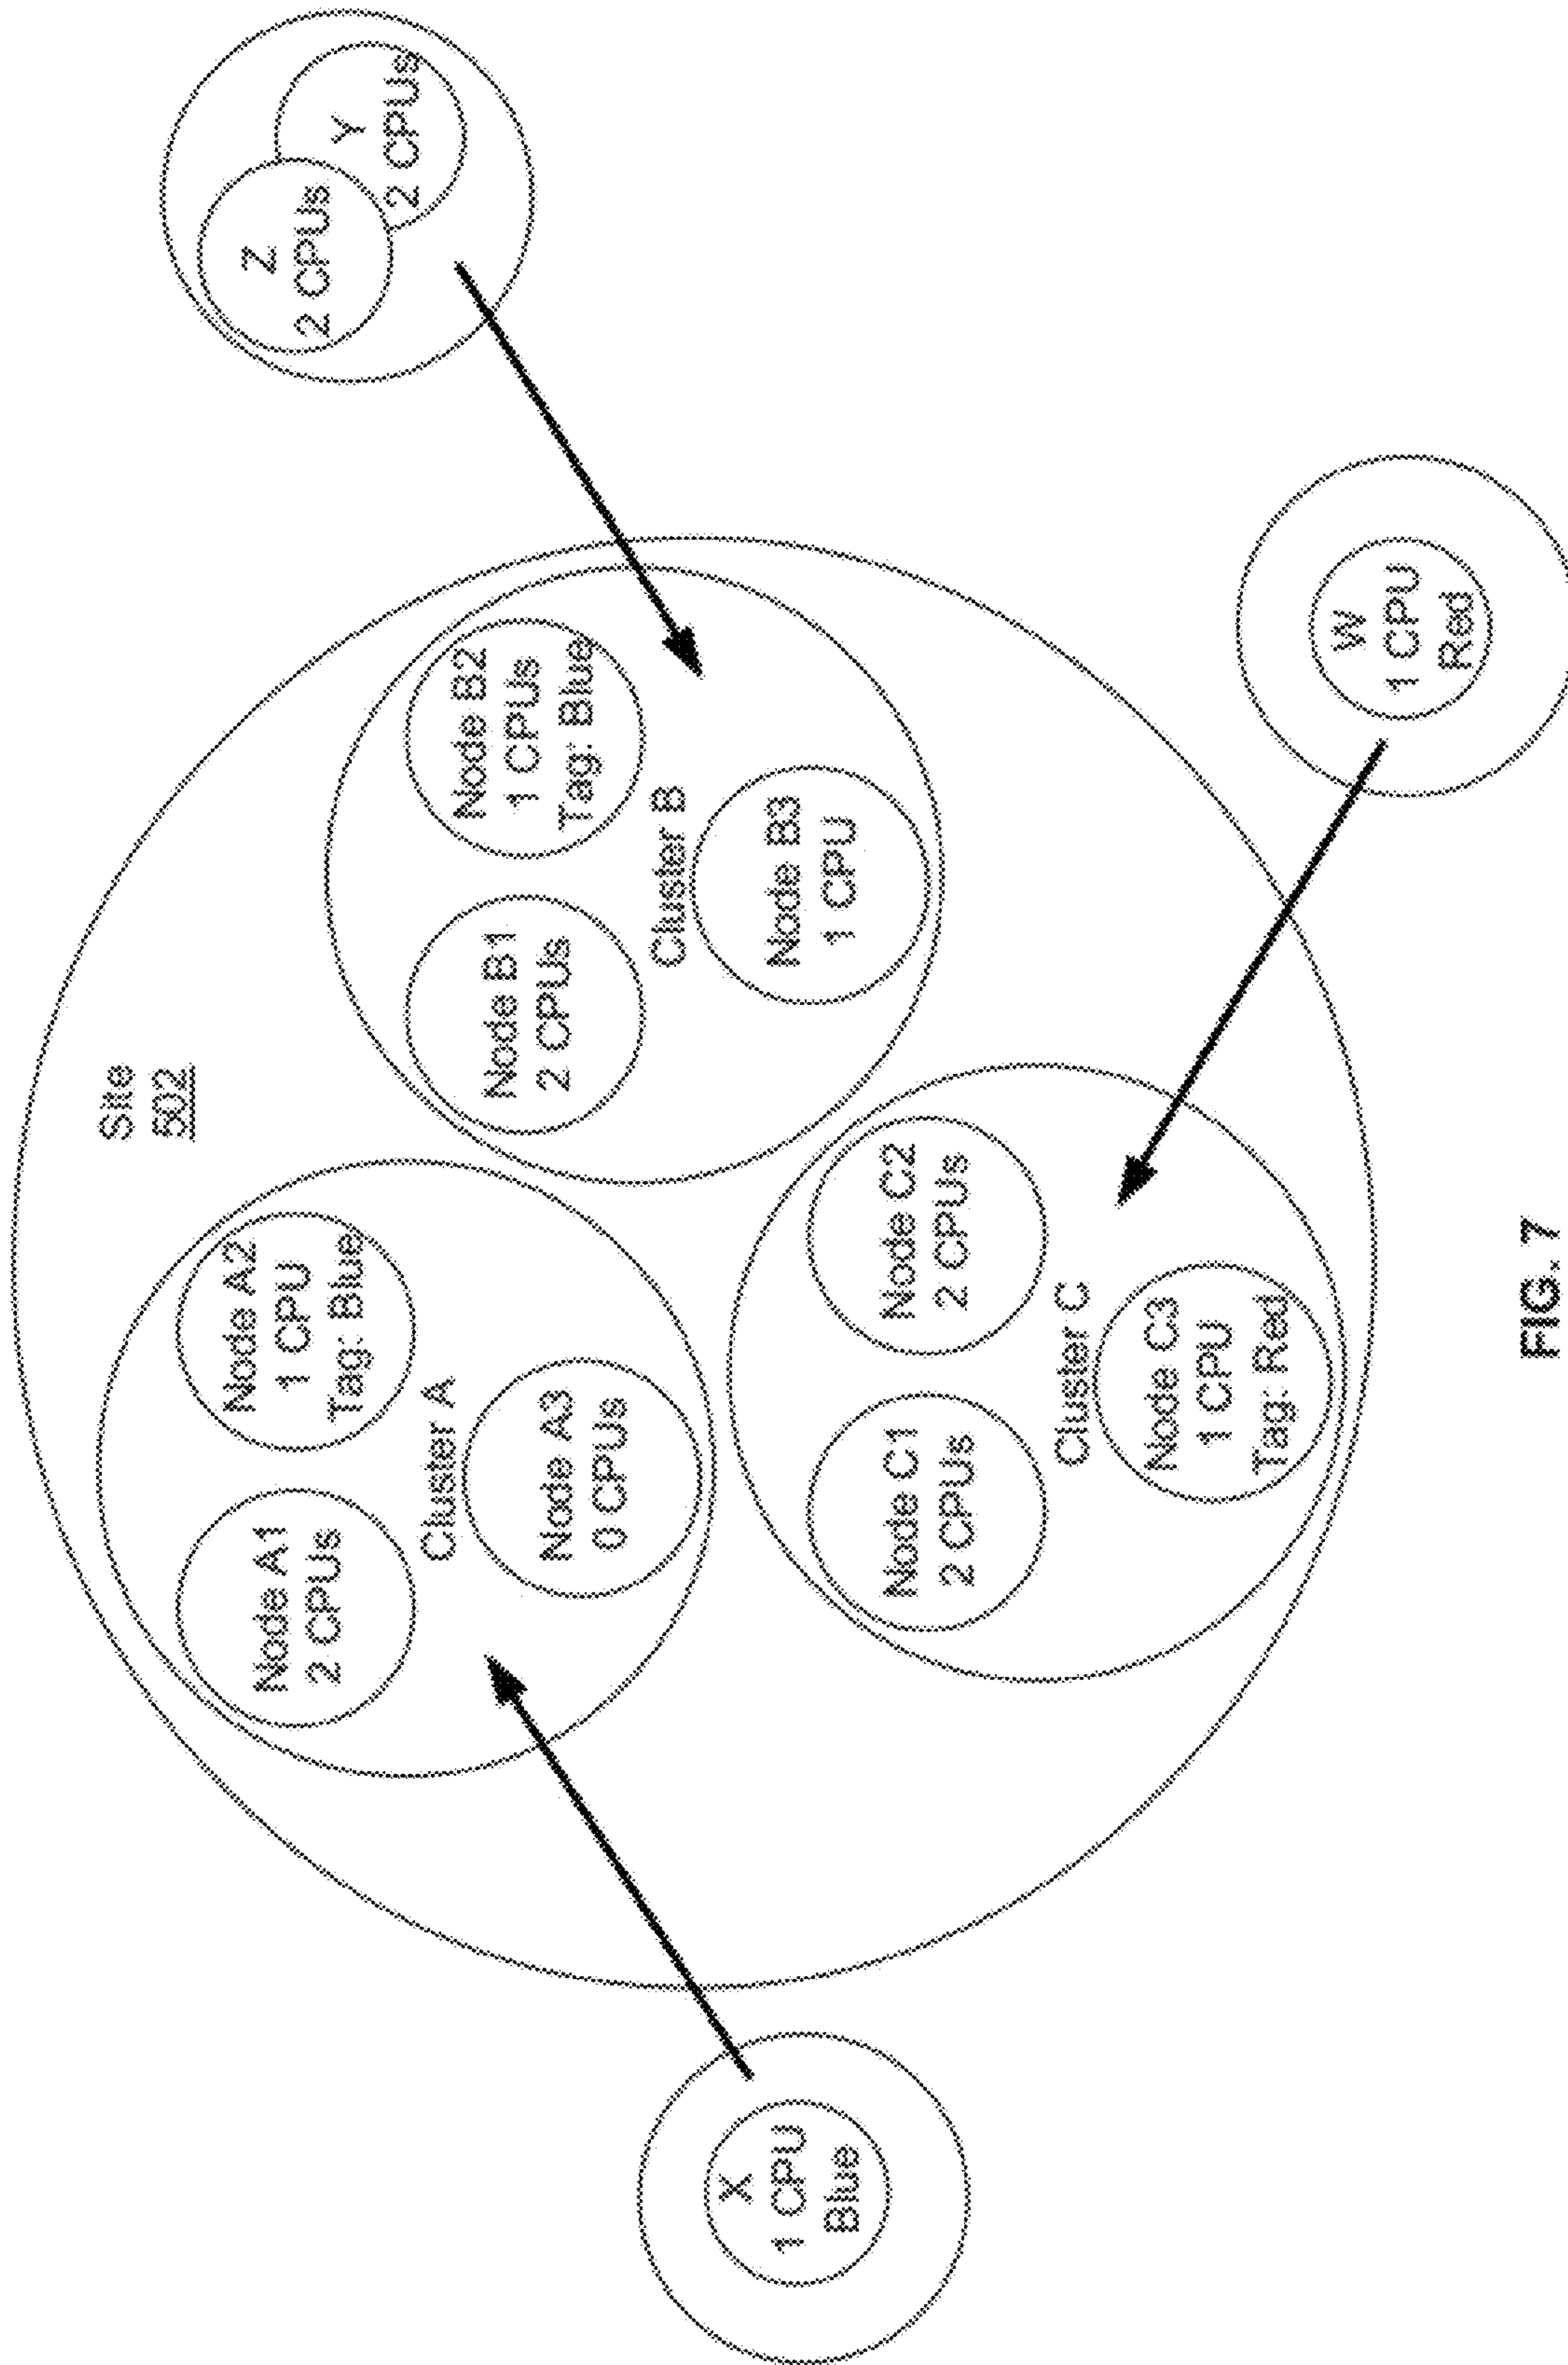 Site
502
Node A1
2 CPUs
Node A2
1 CPU
Tag: Blue
Cluster A
Node A3
0 CPUs
Node B1
2 CPUs
Node B2
1 CPUs
Tag: Blue
Cluster B
Node B3
1 CPU
Node C1
2 CPUs
Node C2
2 CPUs
Cluster C
Node C3
1 CPU
Tag: Red
X
1 CPU
Blue
Z
2 CPUs
Y
2 CPUs
W
1 CPU
Red
FIG. 7